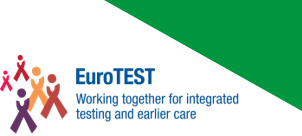 EuroTEST
Working together for integrated
testing and earlier care